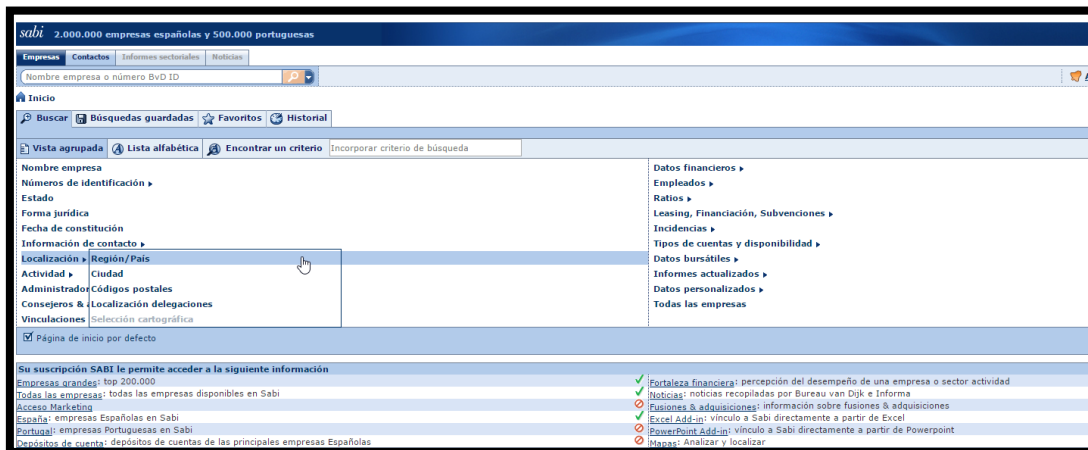 sabi 2.000.000 empresas españolas y 500.000 portuguesas
Empresas Contactos Informes sectoriales Noticias
Nombre empresa o número BvD ID
Inicio
Buscar Búsquedas guardadas Favoritos Historial
Vista agrupada Lista alfabética Encontrar un criterio Incorporar criterio de búsqueda
Nombre empresa
Números de identificación
Estado
Forma jurídica
Fecha de constitución
Información de contacto
Localización Región/País
Actividad Ciudad
Administrador Códigos postales
Consejeros & Localización delegaciones
Vinculaciones Selección cartográfica
Datos financieros
Empleados
Ratios
Leasing, Financiación, Subvenciones
Incidencias
Tipos de cuentas y disponibilidad
Datos bursátiles
Informes actualizados
Datos personalizados
Todas las empresas
Página de inicio por defecto
Su suscripción SABI le permite acceder a la siguiente información
Empresas grandes: top 200.000
Todas las empresas: todas las empresas disponibles en Sabi
Acceso Marketing
España: empresas Españolas en Sabi
Portugal: empresas Portuguesas en Sabi
Depósitos de cuenta: depósitos de cuentas de las principales empresas Españolas
Fortaleza financiera: percepción del desempeño de una empresa o sector actividad
Noticias: noticias recopiladas por Bureau van Dijk e Informa
Fusiones & adquisiciones: información sobre fusiones & adquisiciones
Excel Add-in: vínculo a Sabi directamente a partir de Excel
PowerPoint Add-in: vínculo a Sabi directamente a partir de Powerpoint
Mapas: Analizar y localizar